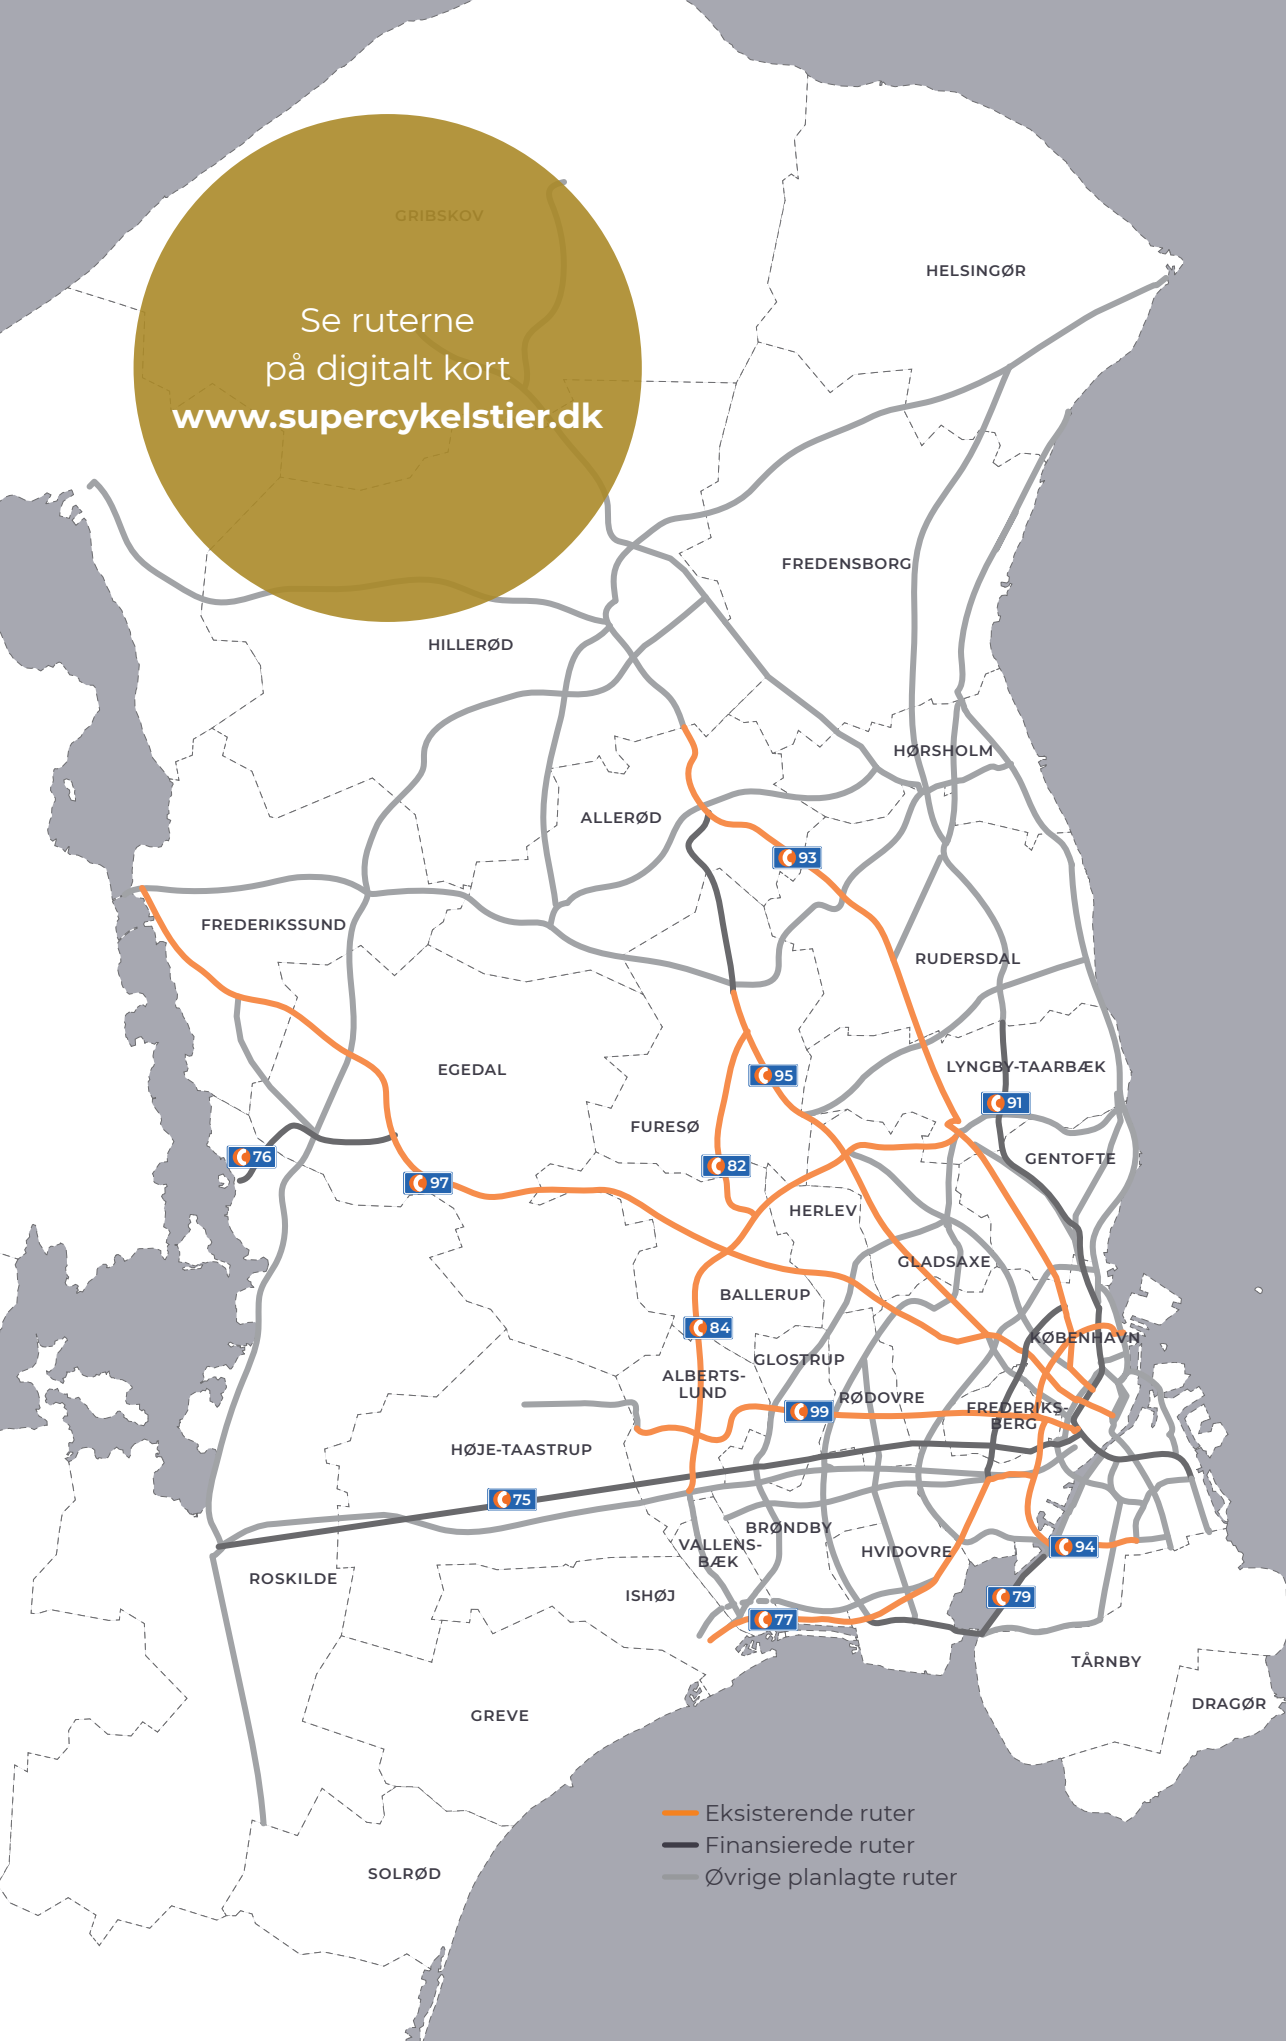 GRIBSKOV
HELSINGØR
Se ruterne
på digitalt kort
www.supercykelstier.dk
FREDENSBORG
HILLERØD
HØRSHOLM
ALLERØD
93
FREDERIKSSUND
RUDERSDAL
EGEDAL
LYNGBY-TAARBÆK
95
91
FURESØ
76
82
GENTOFTE
97
HERLEV
GLADSAXE
BALLERUP
84
KØBENHAVN
GLOSTRUP
ALBERTS-
LUND
RØDOVRE
99
FREDERIKS-
BERG
HØJE-TAASTRUP
75
BRØNDBY
VALLENS-
BÆK
HVIDOVRE
94
ROSKILDE
ISHØJ
79
77
TÅRNBY
DRAGØR
GREVE
Eksisterende ruter
Finansierede ruter
Øvrige planlagte ruter
SOLRØD